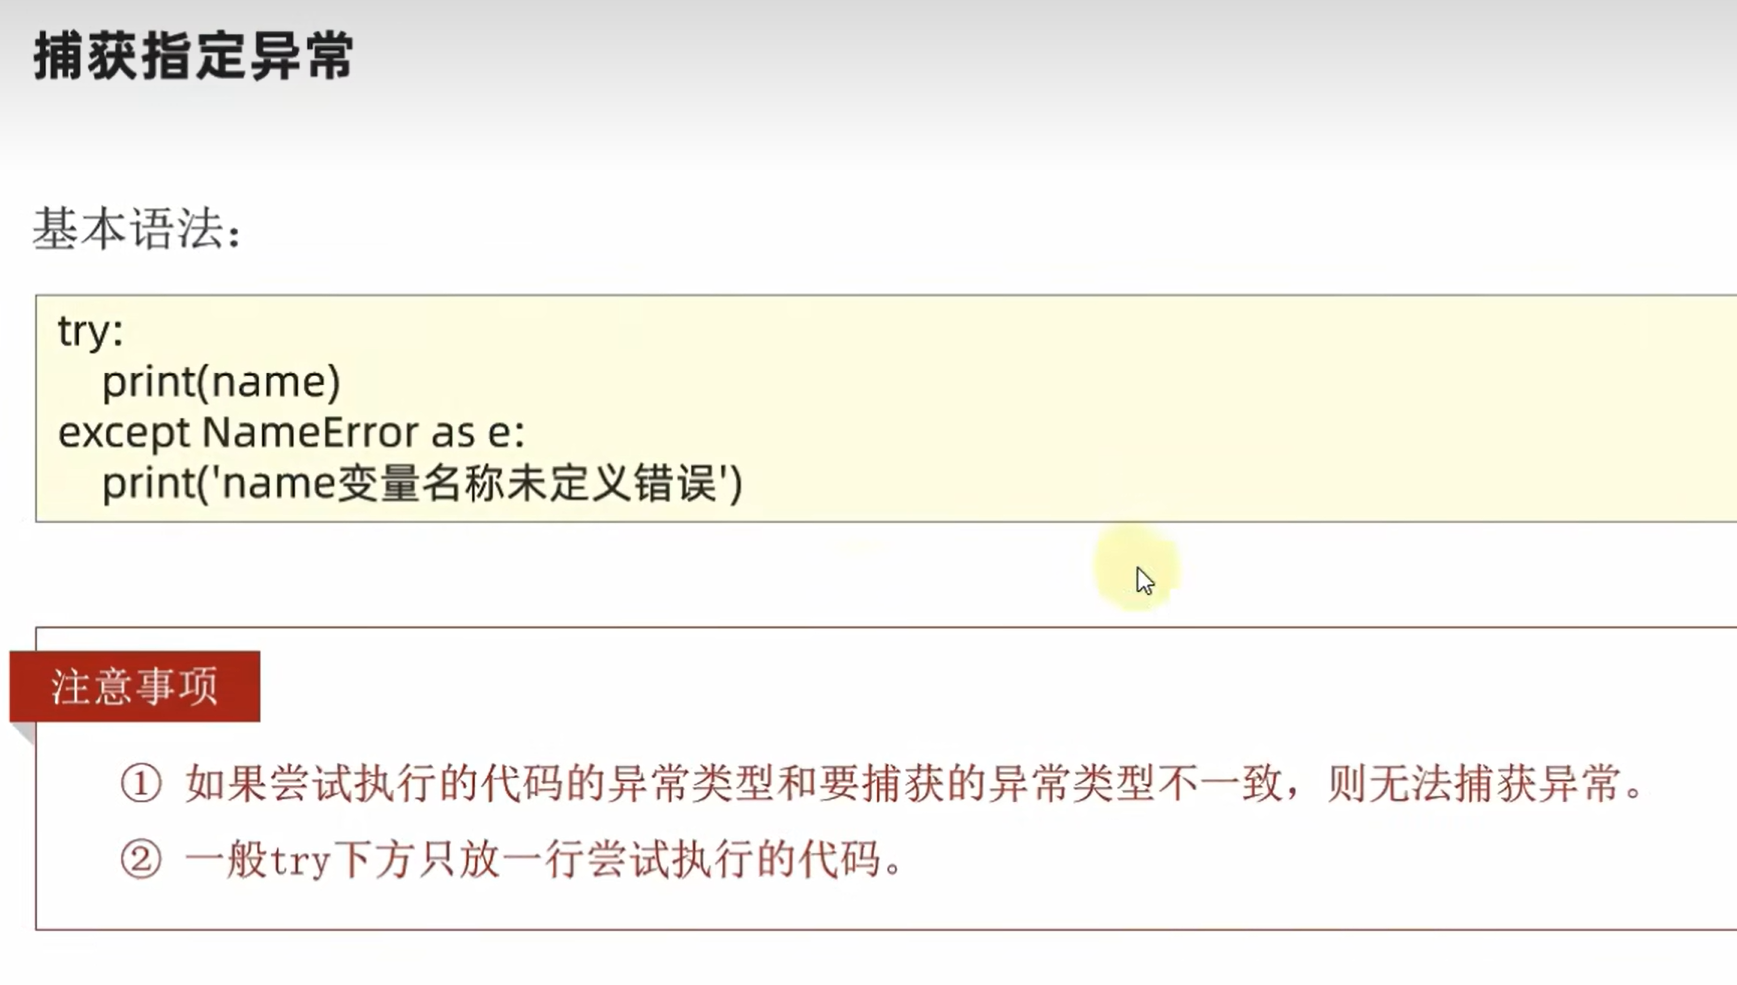 捕获指定异常
基本语法：
try:
    print(name)
except NameError as e:
    print('name变量名称未定义错误')
注意事项
① 如果尝试执行的代码的异常类型和要捕获的异常类型不一致，则无法捕获异常。
② 一般try下方只放一行尝试执行的代码。